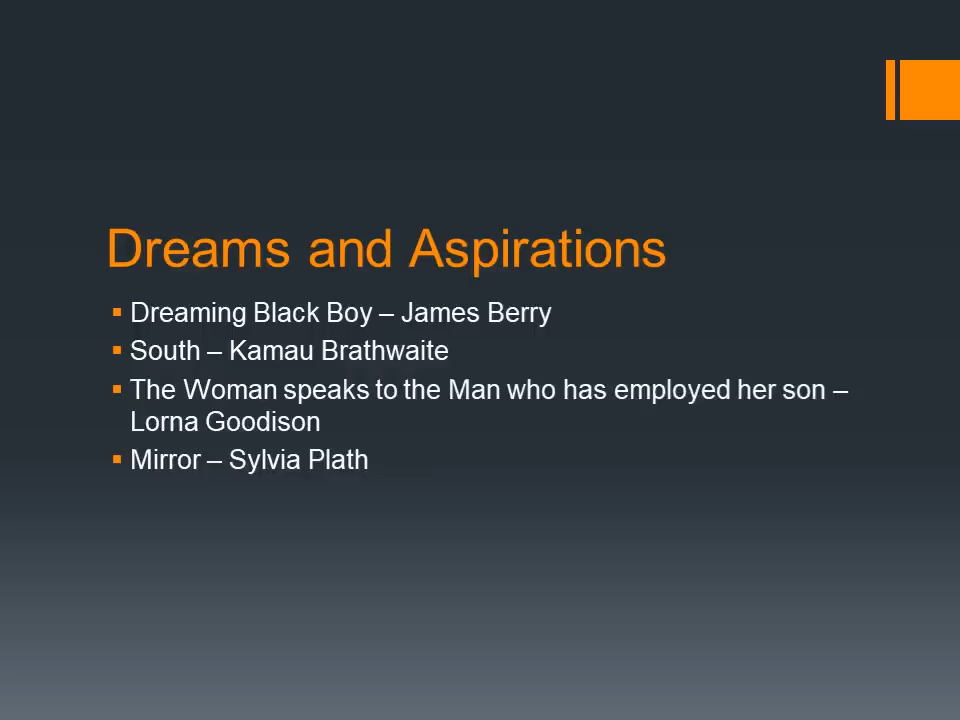 Dreams and Aspirations
▪ Dreaming Black Boy – James Berry
▪ South – Kamau Brathwaite
▪ The Woman speaks to the Man who has employed her son –
Lorna Goodison
▪ Mirror – Sylvia Plath